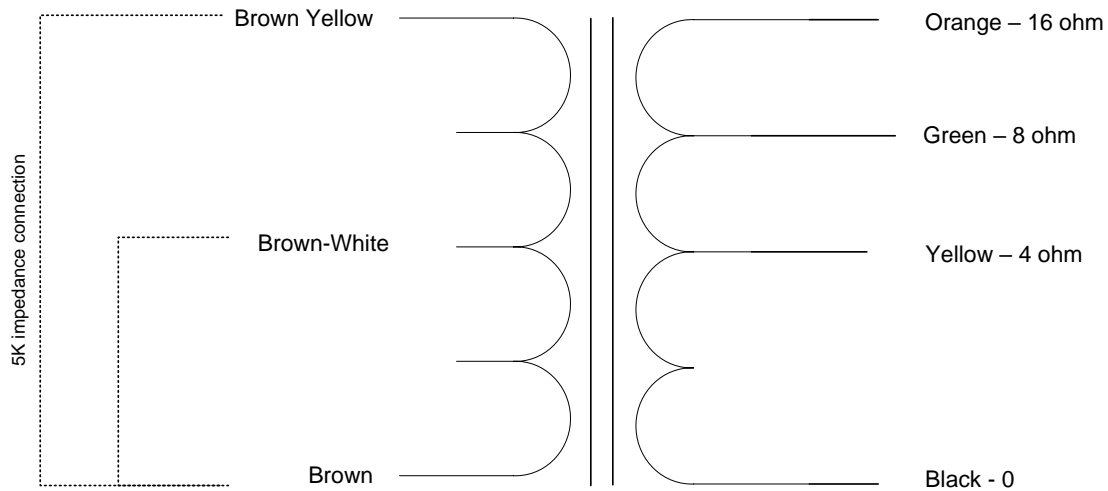 Brown Yellow
Orange – 16 ohm
Green – 8 ohm
5K impedance connection
Brown-White
Yellow – 4 ohm
Brown
Black - 0